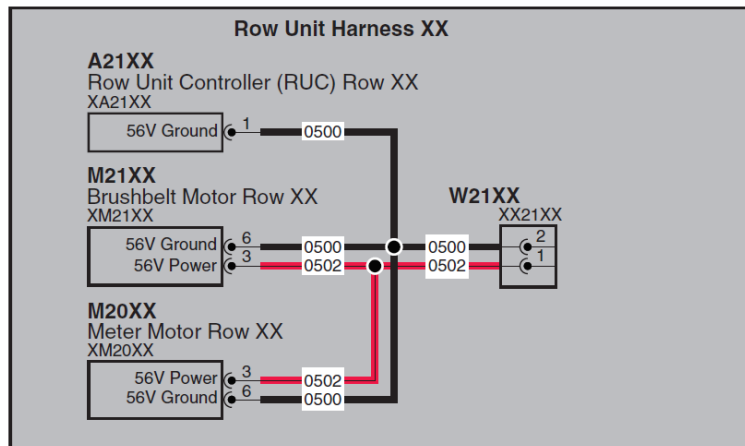 Row Unit Harness XX
A21XX
Row Unit Controller (RUC) Row XX
XA21XX
56V Ground 1 0500
M21XX
Brushbelt Motor Row XX
XM21XX
W21XX
XX21XX
56V Ground 6 0500 0500 2
56V Power 3 0502 0502 1
M20XX
Meter Motor Row XX
XM20XX
56V Power 3 0502
56V Ground 6 0500